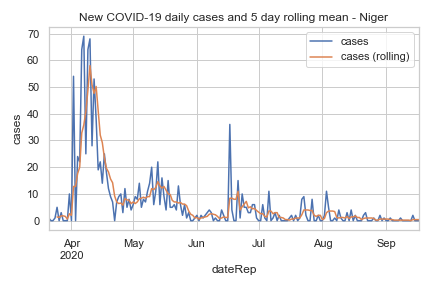 New COVID-19 daily cases and 5 day rolling mean - Niger
cases
cases (rolling)
70
60
50
40
30
20
10
0
cases
Apr
2020
May
Jun
Jul
Aug
Sep
dateRep